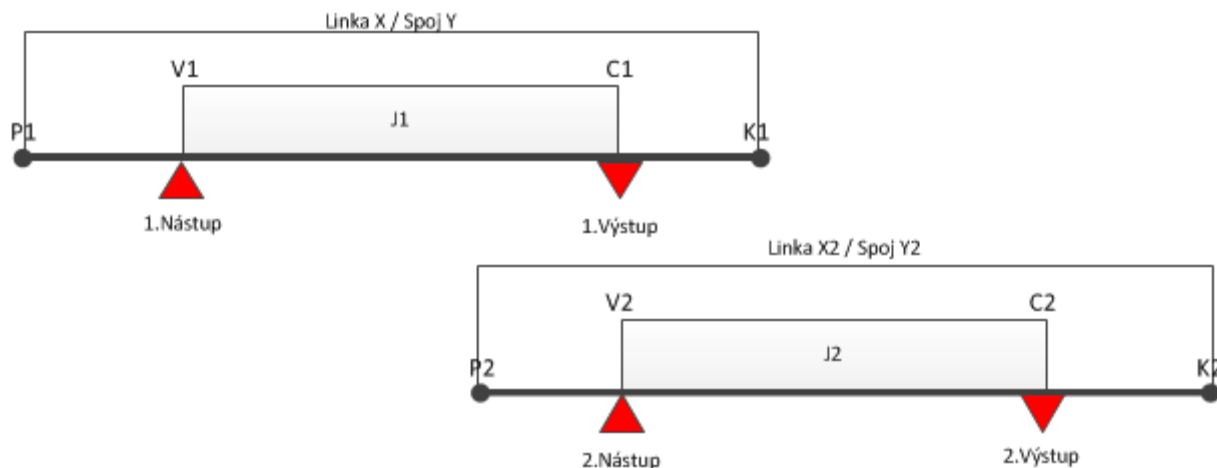 Linka X / Spoj Y
V1
C1
J1
P1
K1
1.Nástup
1.Výstup
Linka X2 / Spoj Y2
V2
C2
J2
P2
K2
2.Nástup
2.Výstup